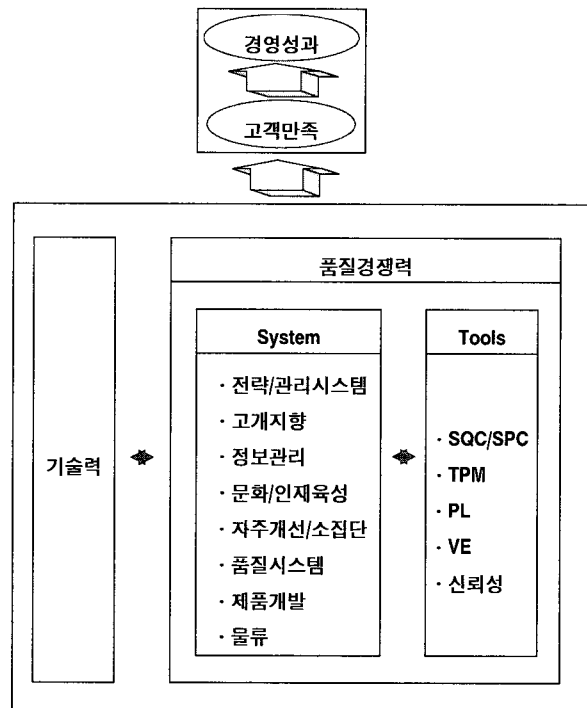 경영성과
고객만족
품질경쟁력
기술력
System
· 전략/관리시스템
· 고개지향
· 정보관리
· 문화/인재육성
· 자주개선/소집단
· 품질시스템
· 제품개발
· 물류
Tools
· SQC/SPC
· TPM
· PL
· VE
· 신뢰성